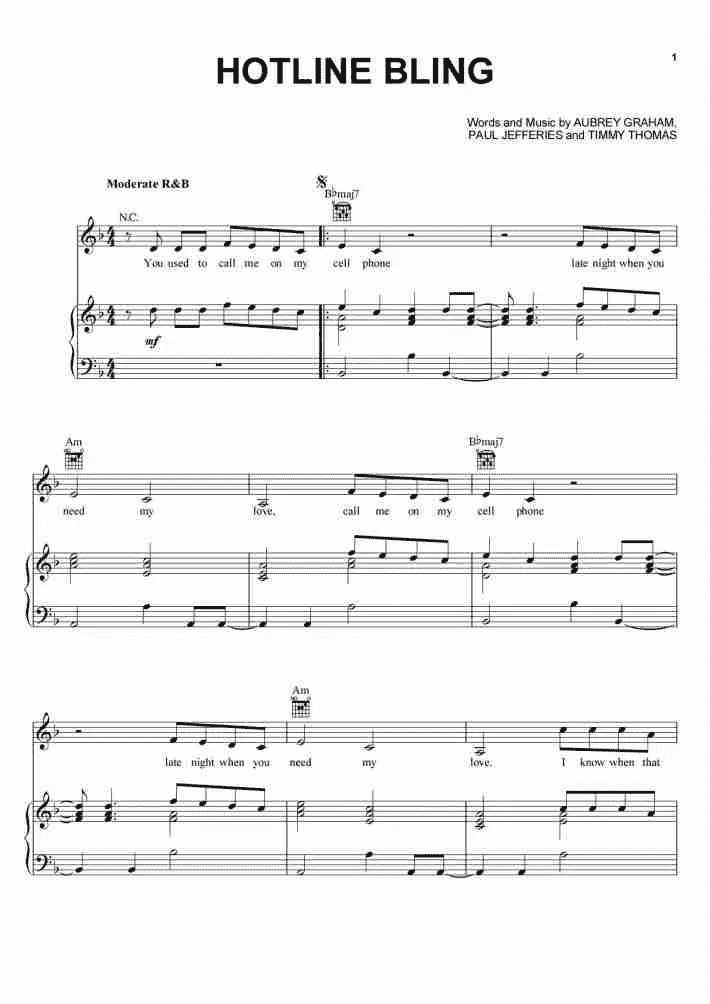 1
HOTLINE BLING
Words and Music by AUBREY GRAHAM,
PAUL JEFFERIES and TIMMY THOMAS
Moderate R&B
N.C.
B♭maj7
You used to call me on my cell phone late night when you
mf
Am
B♭maj7
need my love, call me on my cell phone
Am
late night when you need my love. I know when that